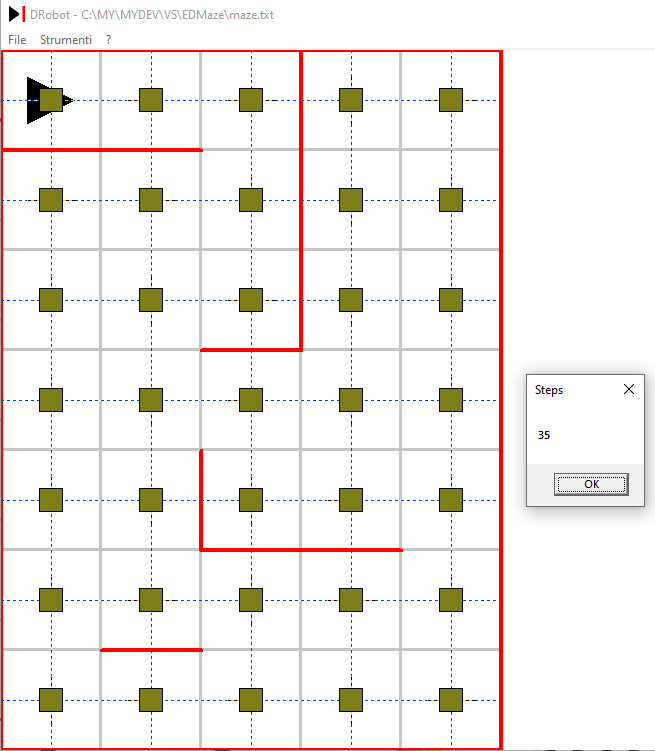 DRobot - C:\MY\MYDEV\VS\EDMaze\maze.txt
File Strumenti ?
Steps
35
OK